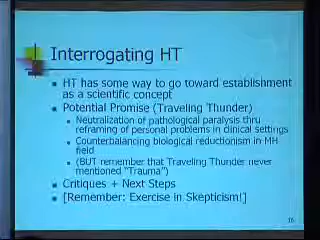 Interrogating HT
HT has some way to go toward establishment
as a scientific concept
Potential Promise (Traveling Thunder)
Neutralization of pathological paralysis thru
reframing of personal problems in clinical settings
Counterbalancing biological reductionism in MH
field
(BUT remember that Traveling Thunder never
mentioned "Trauma")
Critiques + Next Steps
[Remember: Exercise in Skepticism!]
16